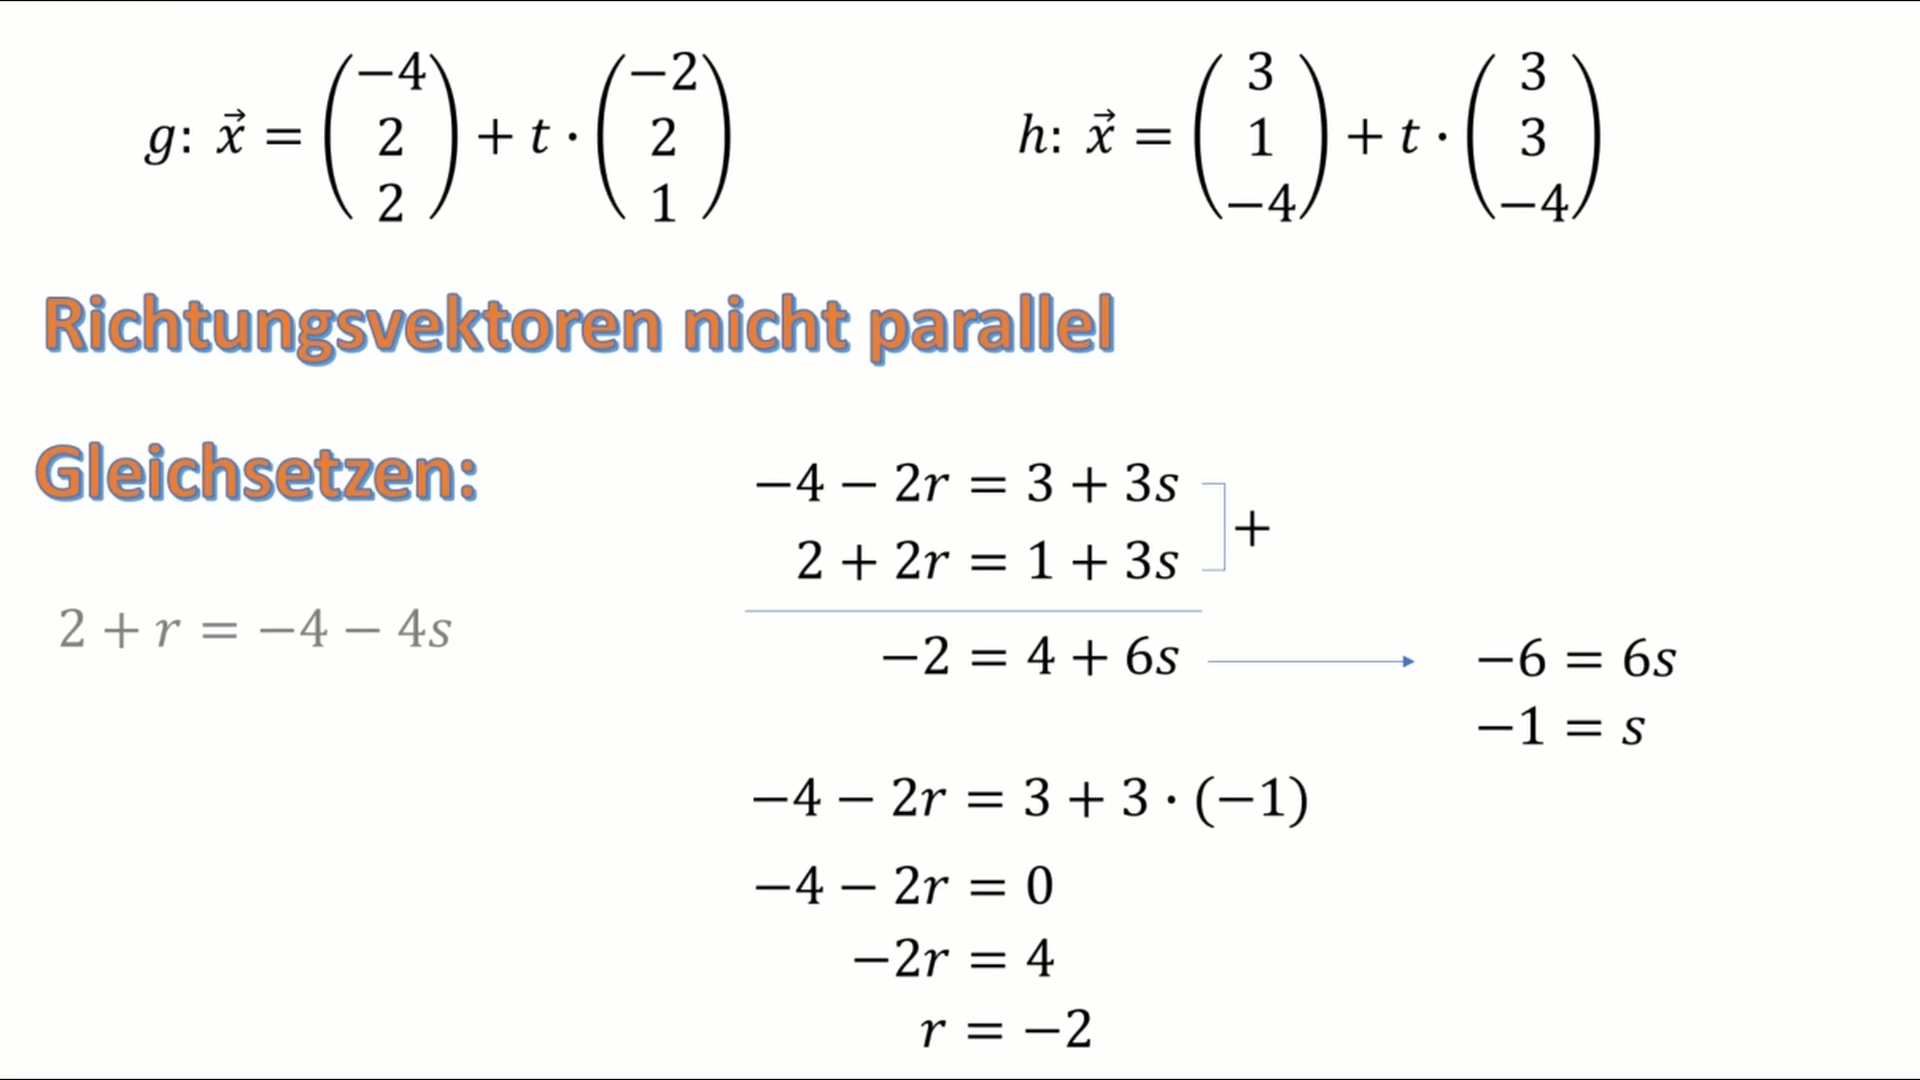 g: x⃗ = (−4 2 2) + t · (−2 2 1)
h: x⃗ = (3 1 −4) + t · (3 3 −4)
Richtungsvektoren nicht parallel
Gleichsetzen:
−4 − 2r = 3 + 3s
2 + 2r = 1 + 3s
+
2 + r = −4 − 4s
−2 = 4 + 6s
−6 = 6s
−1 = s
−4 − 2r = 3 + 3 · (−1)
−4 − 2r = 0
−2r = 4
r = −2